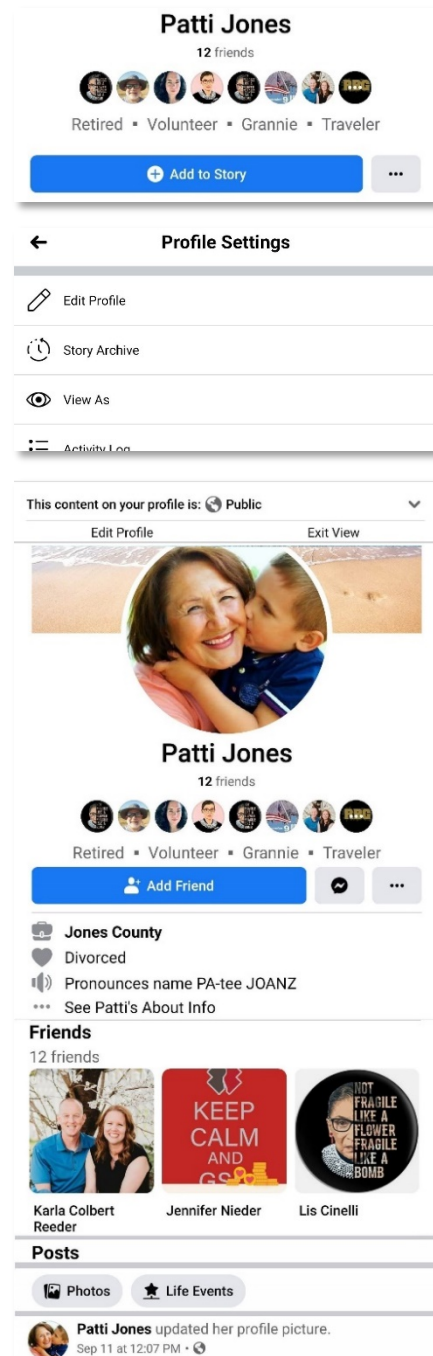 Patti Jones
12 friends
RBG
Retired ▪ Volunteer ▪ Grannie ▪ Traveler
Add to Story
Profile Settings
Edit Profile
Story Archive
View As
Activity Log
This content on your profile is: Public
Edit Profile Exit View
Patti Jones
12 friends
RBG
Retired ▪ Volunteer ▪ Grannie ▪ Traveler
Add Friend
Jones County
Divorced
Pronounces name PA-tee JOANZ
See Patti's About Info
Friends
12 friends
KEEP
CALM
AND
NOT
FRAGILE
LIKE A
FLOWER
FRAGILE
LIKE A
BOMB
Karla Colbert
Reeder
Jennifer Nieder
Lis Cinelli
Posts
Photos Life Events
Patti Jones updated her profile picture.
Sep 11 at 12:07 PM •